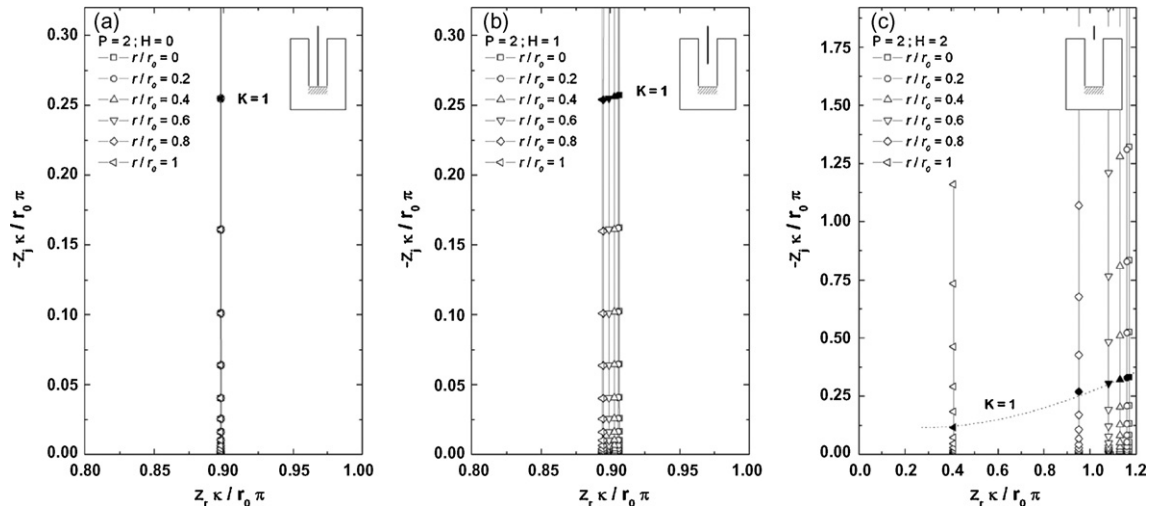 (a)
P = 2 ; H = 0
r / r₀ = 0
r / r₀ = 0.2
r / r₀ = 0.4
r / r₀ = 0.6
r / r₀ = 0.8
r / r₀ = 1
K = 1
0.30
0.25
0.20
0.15
0.10
0.05
0.00
-Zⱼ κ / r₀ π
0.80
0.85
0.90
0.95
1.00
Zᵣ κ / r₀ π
(b)
P = 2 ; H = 1
r / r₀ = 0
r / r₀ = 0.2
r / r₀ = 0.4
r / r₀ = 0.6
r / r₀ = 0.8
r / r₀ = 1
K = 1
0.30
0.25
0.20
0.15
0.10
0.05
0.00
-Zⱼ κ / r₀ π
0.80
0.85
0.90
0.95
1.00
Zᵣ κ / r₀ π
(c)
P = 2 ; H = 2
r / r₀ = 0
r / r₀ = 0.2
r / r₀ = 0.4
r / r₀ = 0.6
r / r₀ = 0.8
r / r₀ = 1
K = 1
1.75
1.50
1.25
1.00
0.75
0.50
0.25
0.00
-Zⱼ κ / r₀ π
0.0
0.2
0.4
0.6
0.8
1.0
1.2
Zᵣ κ / r₀ π